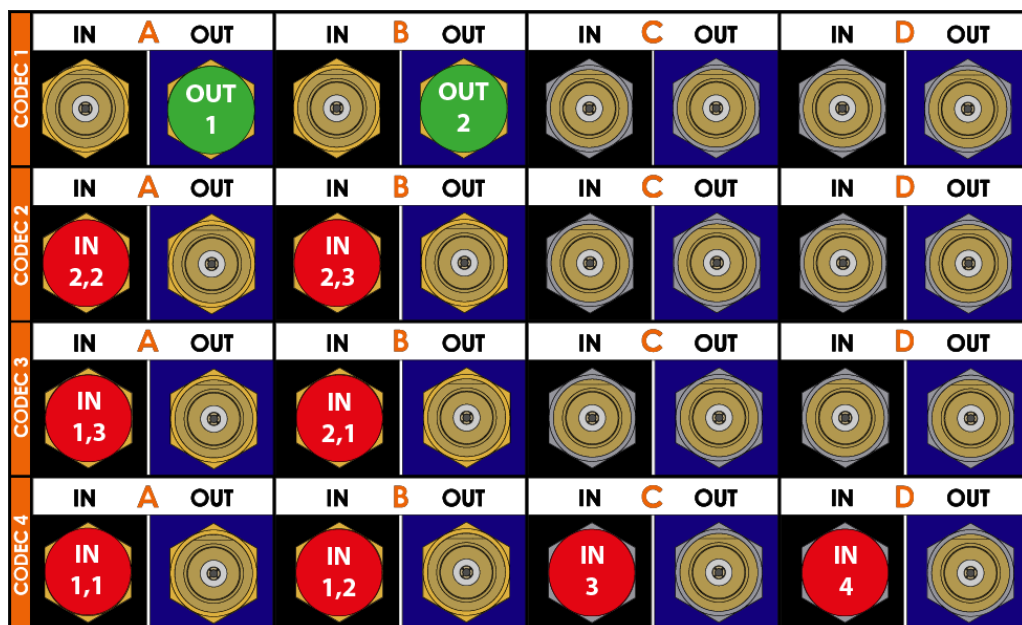 CODEC 1
IN A OUT IN B OUT IN C OUT IN D OUT
OUT OUT
1 2
CODEC 2
IN A OUT IN B OUT IN C OUT IN D OUT
IN IN
2,2 2,3
CODEC 3
IN A OUT IN B OUT IN C OUT IN D OUT
IN IN
1,3 2,1
CODEC 4
IN A OUT IN B OUT IN C OUT IN D OUT
IN IN IN IN
1,1 1,2 3 4